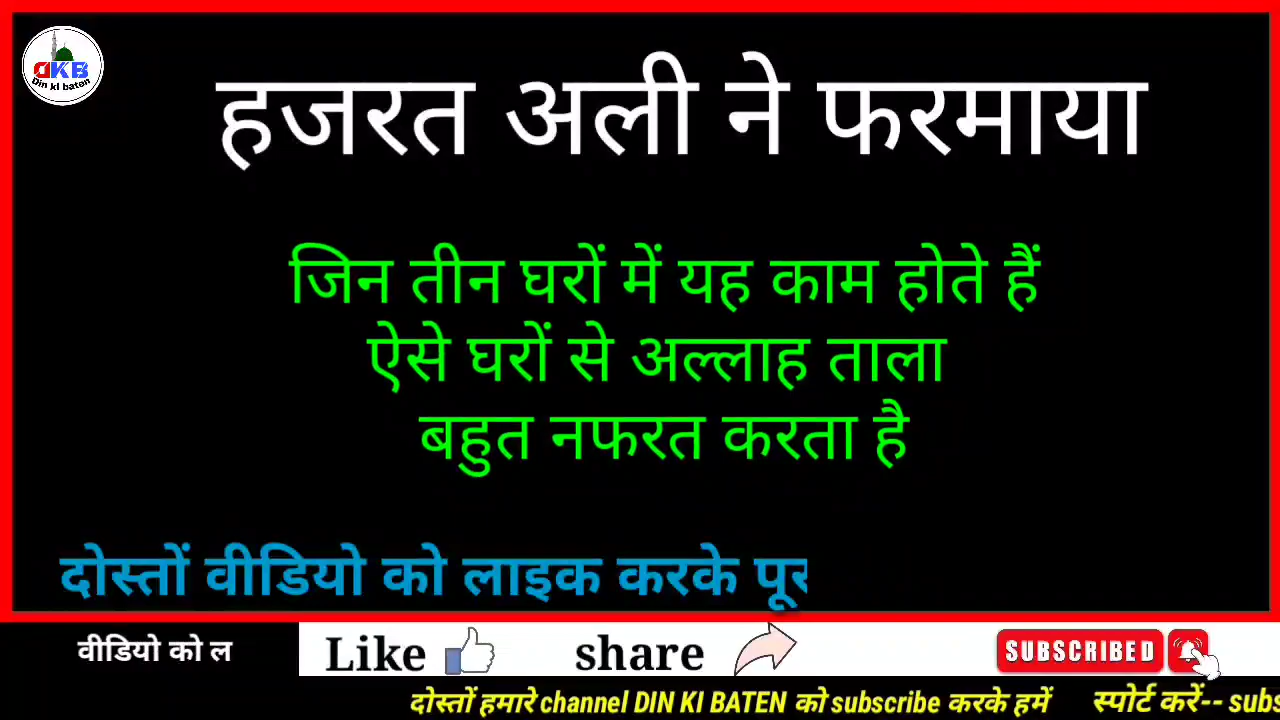 DKB
Din ki baten
हजरत अली ने फरमाया
जिन तीन घरों में यह काम होते हैं
ऐसे घरों से अल्लाह ताला
बहुत नफरत करता है
दोस्तों वीडियो को लाइक करके
वीडियो को ल
Like share SUBSCRIBED
दोस्तों हमारे channel DIN KI BATEN को subscribe करके हमें स्पोर्ट करें-- subs